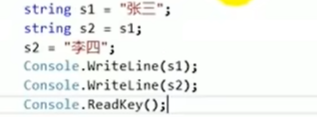 string s1 = "张三";
string s2 = s1;
s2 = "李四";
Console.WriteLine(s1);
Console.WriteLine(s2);
Console.ReadKey();